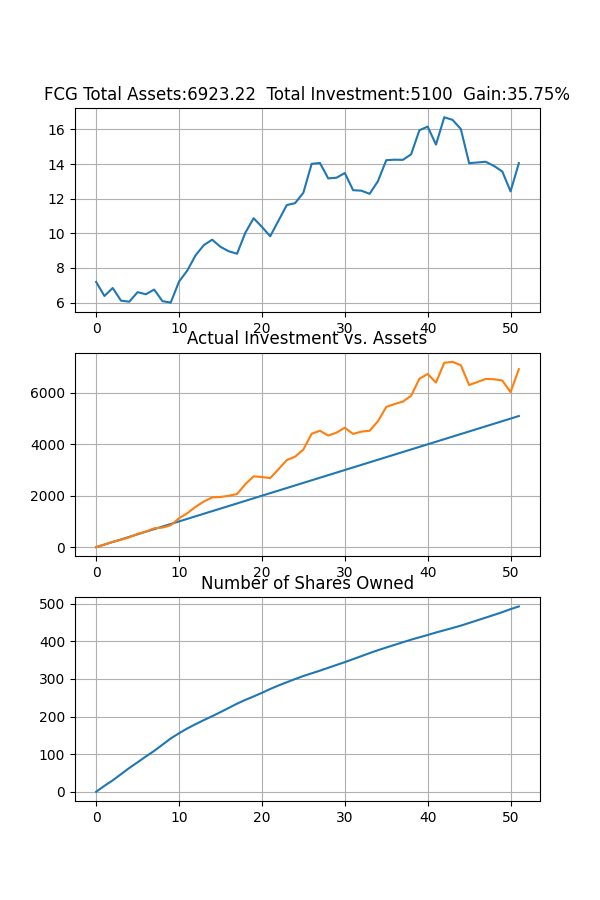 FCG Total Assets:6923.22  Total Investment:5100  Gain:35.75%
16
14
12
10
8
6
0 10 20 30 40 50
Actual Investment vs. Assets
6000
4000
2000
0
0 10 20 30 40 50
Number of Shares Owned
500
400
300
200
100
0
0 10 20 30 40 50